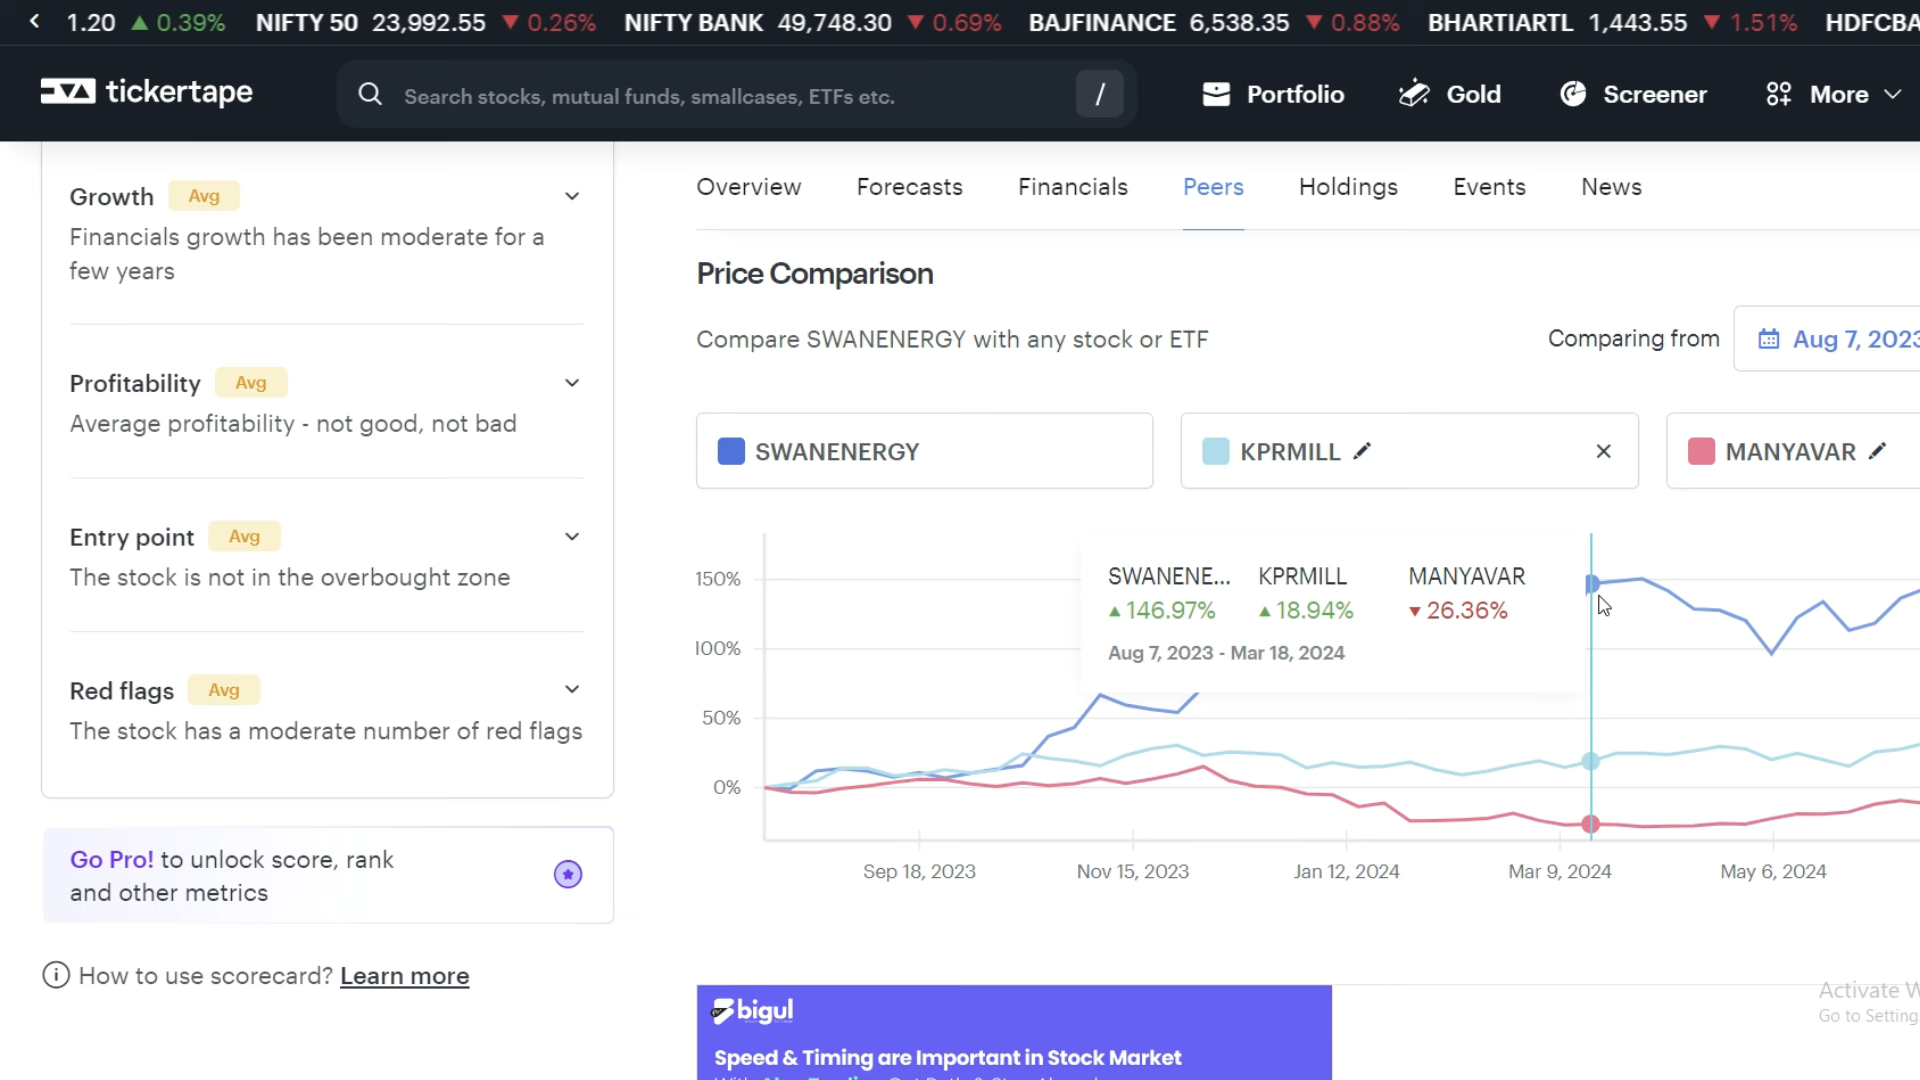 1.20 ▲ 0.39% NIFTY 50 23,992.55 ▼ 0.26% NIFTY BANK 49,748.30 ▼ 0.69% BAJFINANCE 6,538.35 ▼ 0.88% BHARTIARTL 1,443.55 ▼ 1.51% HDFCBA
tickertape
Search stocks, mutual funds, smallcases, ETFs etc. /
Portfolio Gold Screener More
Growth Avg
Financials growth has been moderate for a
few years
Profitability Avg
Average profitability - not good, not bad
Entry point Avg
The stock is not in the overbought zone
Red flags Avg
The stock has a moderate number of red flags
Go Pro! to unlock score, rank
and other metrics
How to use scorecard? Learn more
Overview Forecasts Financials Peers Holdings Events News
Price Comparison
Compare SWANENERGY with any stock or ETF
Comparing from Aug 7, 2023
SWANENERGY KPRMILL MANYAVAR
150%
100%
50%
0%
SWANENE... KPRMILL MANYAVAR
▲ 146.97% ▲ 18.94% ▼ 26.36%
Aug 7, 2023 - Mar 18, 2024
Sep 18, 2023 Nov 15, 2023 Jan 12, 2024 Mar 9, 2024 May 6, 2024
bigul
Speed & Timing are Important in Stock Market
Activate W
Go to Setting